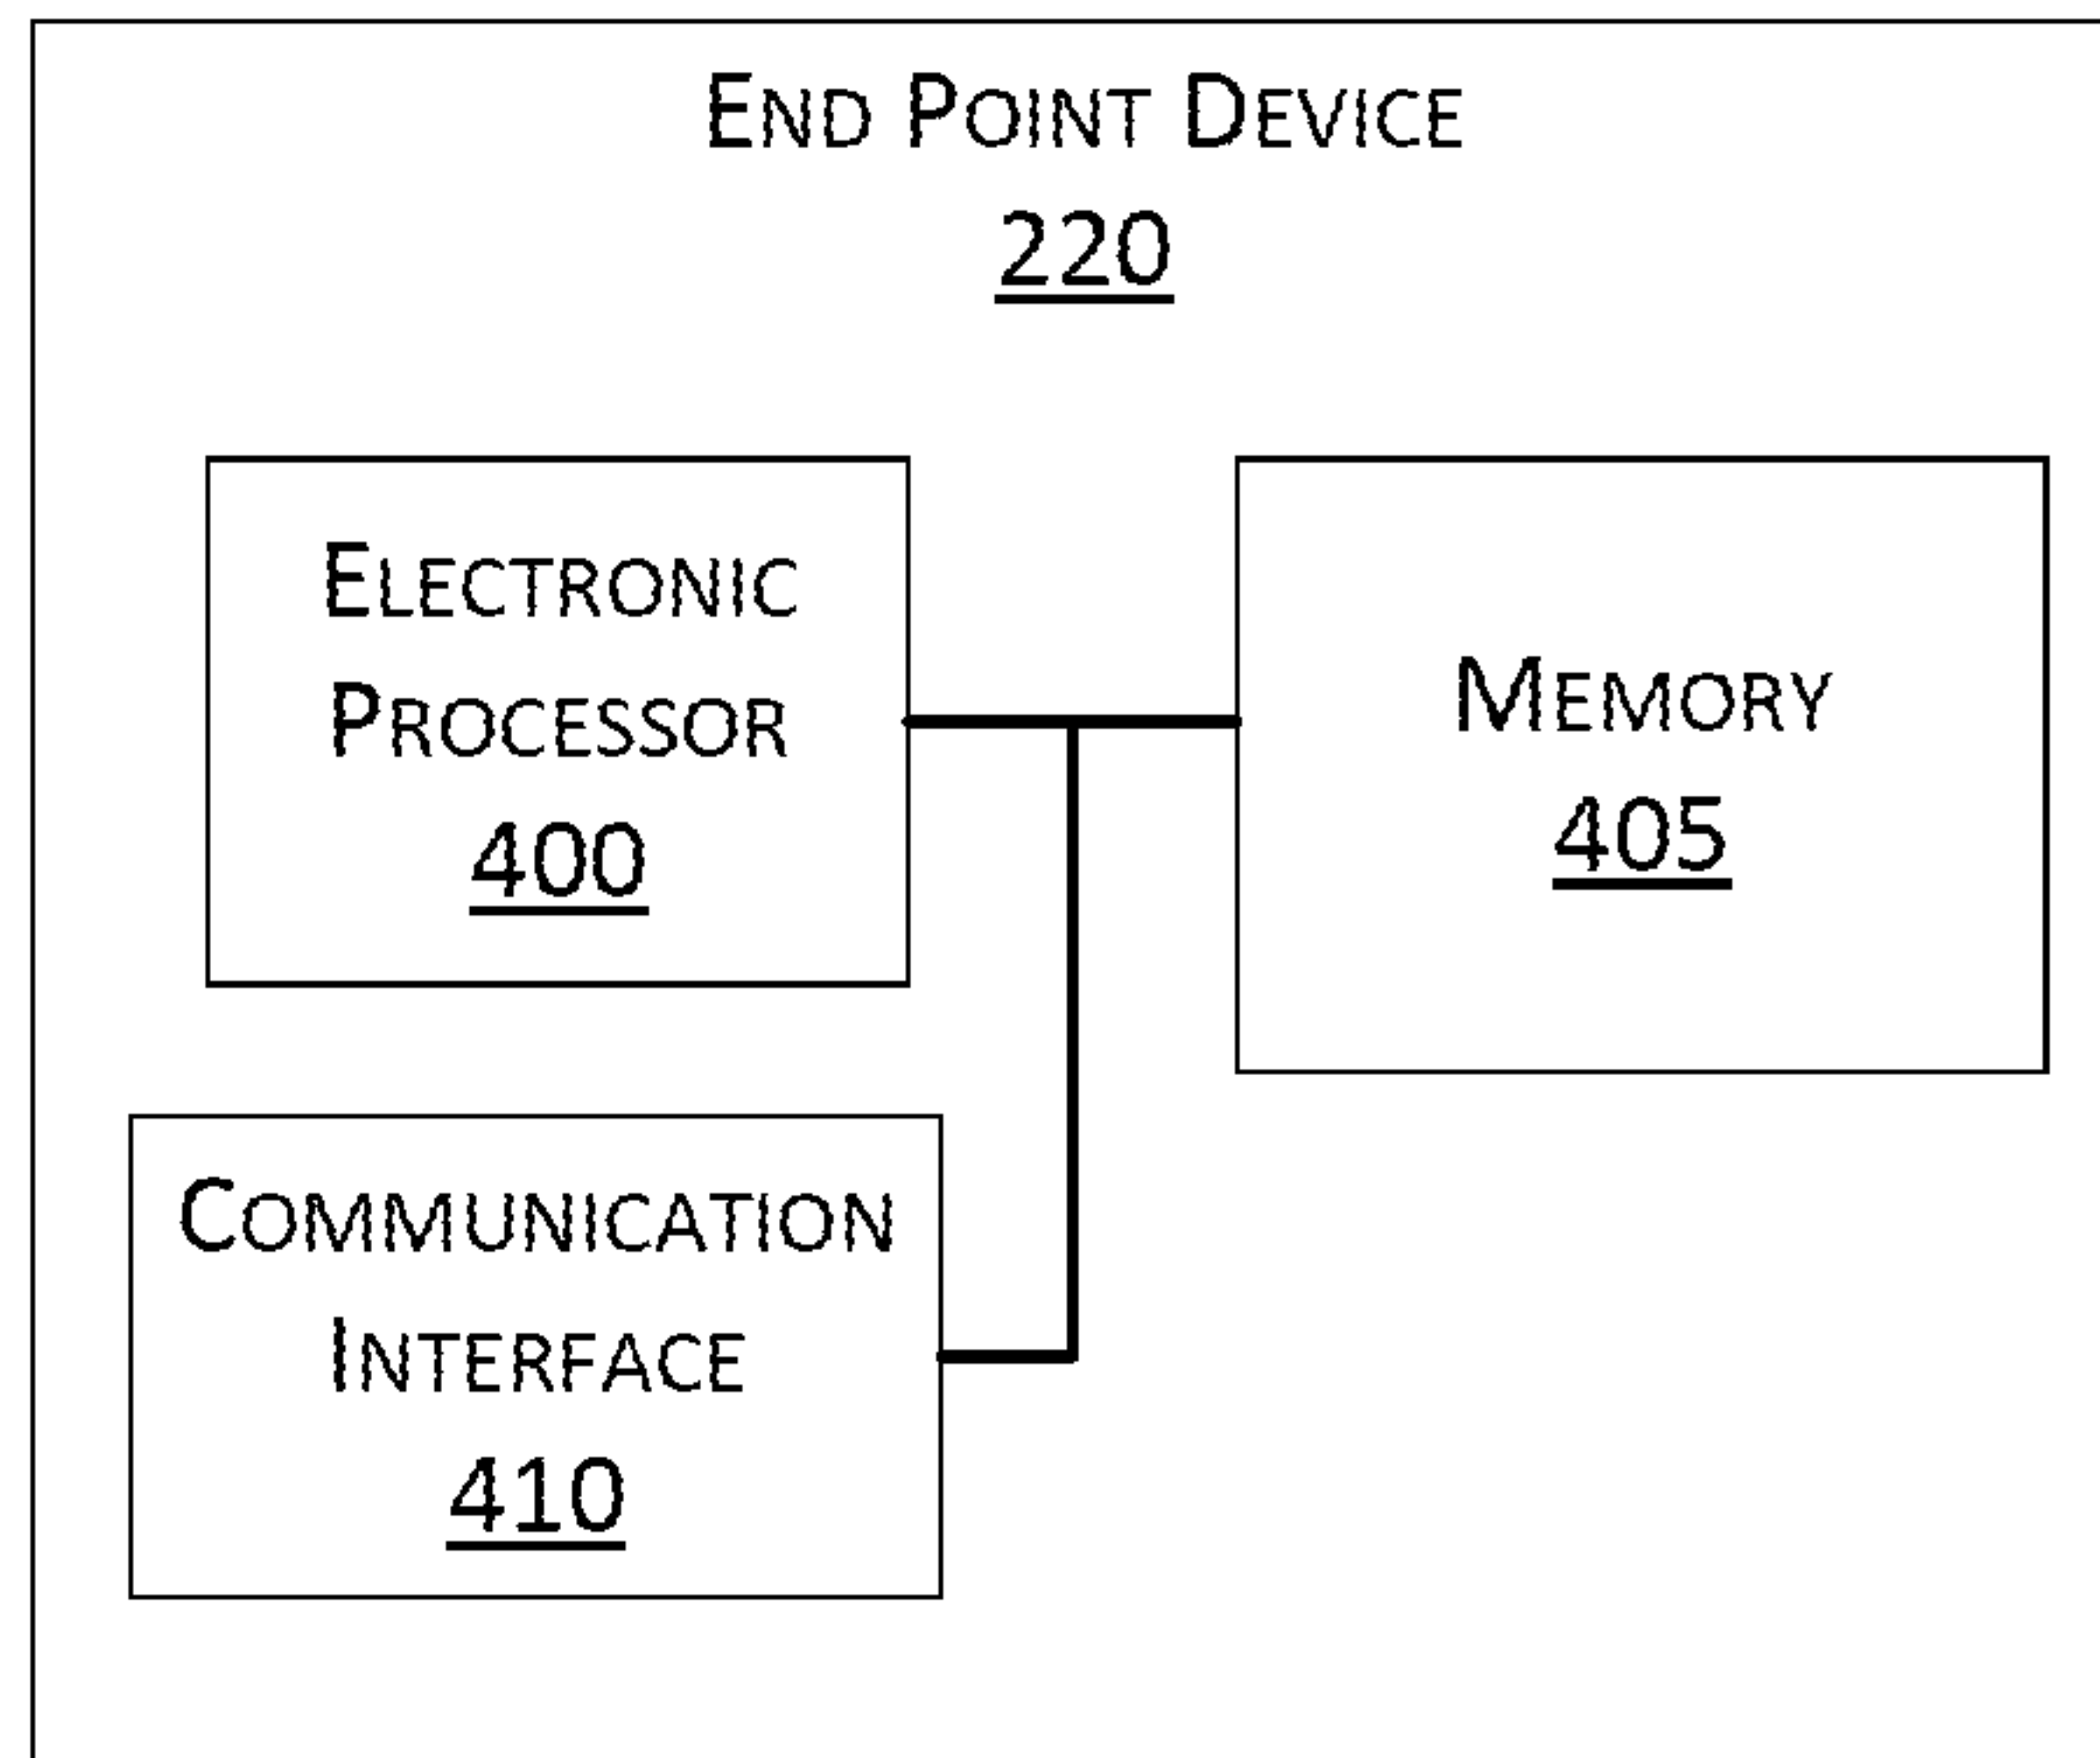 END POINT DEVICE
220
ELECTRONIC
PROCESSOR
400
MEMORY
405
COMMUNICATION
INTERFACE
410